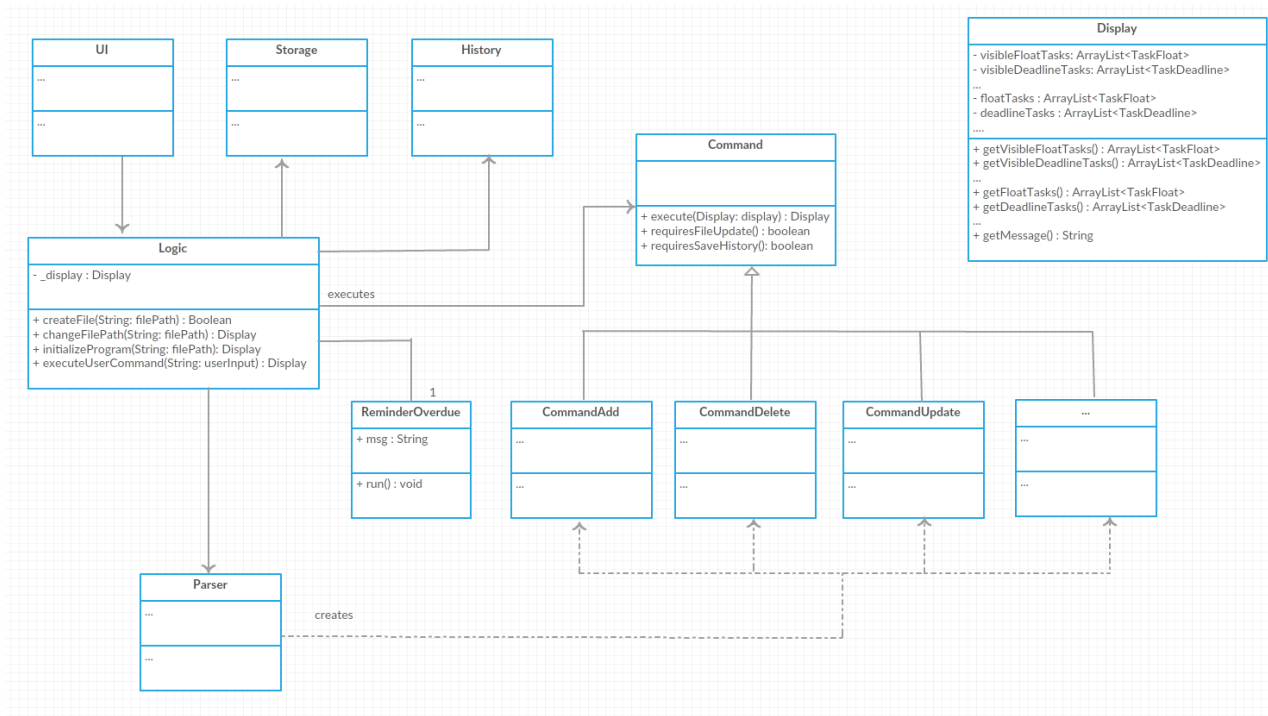 UI
...
...
Storage
...
...
History
...
...
Display
- visibleFloatTasks: ArrayList<TaskFloat>
- visibleDeadlineTasks: ArrayList<TaskDeadline>
...
- floatTasks : ArrayList<TaskFloat>
- deadlineTasks : ArrayList<TaskDeadline>
....
+ getVisibleFloatTasks() : ArrayList<TaskFloat>
+ getVisibleDeadlineTasks() : ArrayList<TaskDeadline>
...
+ getFloatTasks() : ArrayList<TaskFloat>
+ getDeadlineTasks() : ArrayList<TaskDeadline>
...
+ getMessage() : String
Command
+ execute(Display: display) : Display
+ requiresFileUpdate() : boolean
+ requiresSaveHistory(): boolean
Logic
- _display : Display
+ createFile(String: filePath) : Boolean
+ changeFilePath(String: filePath) : Display
+ initializeProgram(String: filePath): Display
+ executeUserCommand(String: userInput) : Display
executes
1
ReminderOverdue
+ msg : String
+ run() : void
CommandAdd
...
...
CommandDelete
...
...
CommandUpdate
...
...
...
...
...
Parser
...
...
creates